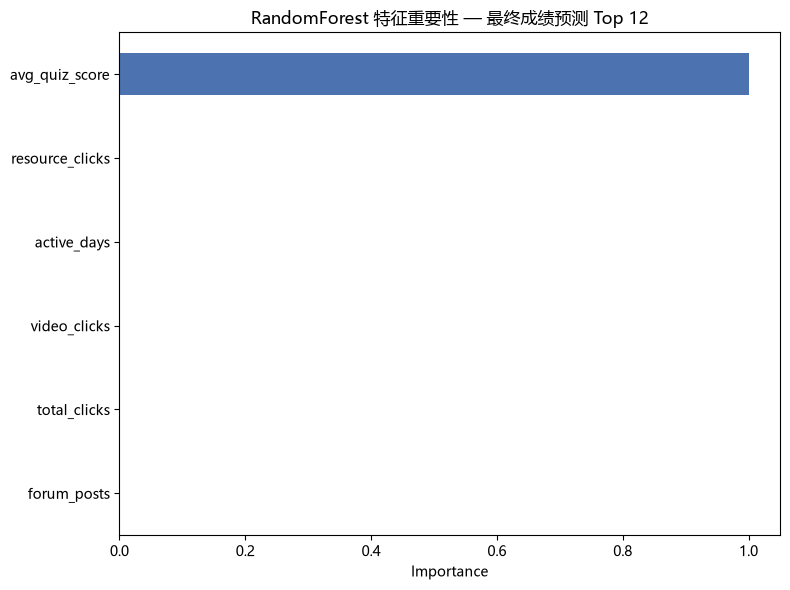 RandomForest 特征重要性 — 最终成绩预测 Top 12
avg_quiz_score
resource_clicks
active_days
video_clicks
total_clicks
forum_posts
0.0 0.2 0.4 0.6 0.8 1.0
Importance